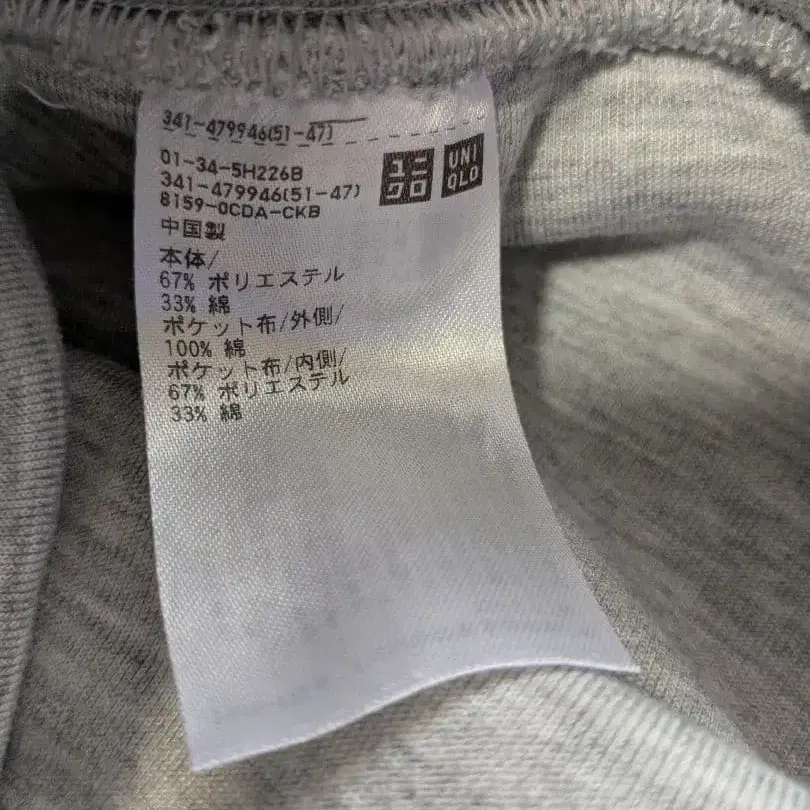 341-479946(51-47)
01-34-5H226B
341-479946(51-47)
8159-0CDA-CKB
ユニ
クロ
UNI
QLO
中国製
本体/
67% ポリエステル
33% 綿
ポケット布/外側/
100% 綿
ポケット布/内側/
67% ポリエステル
33% 綿